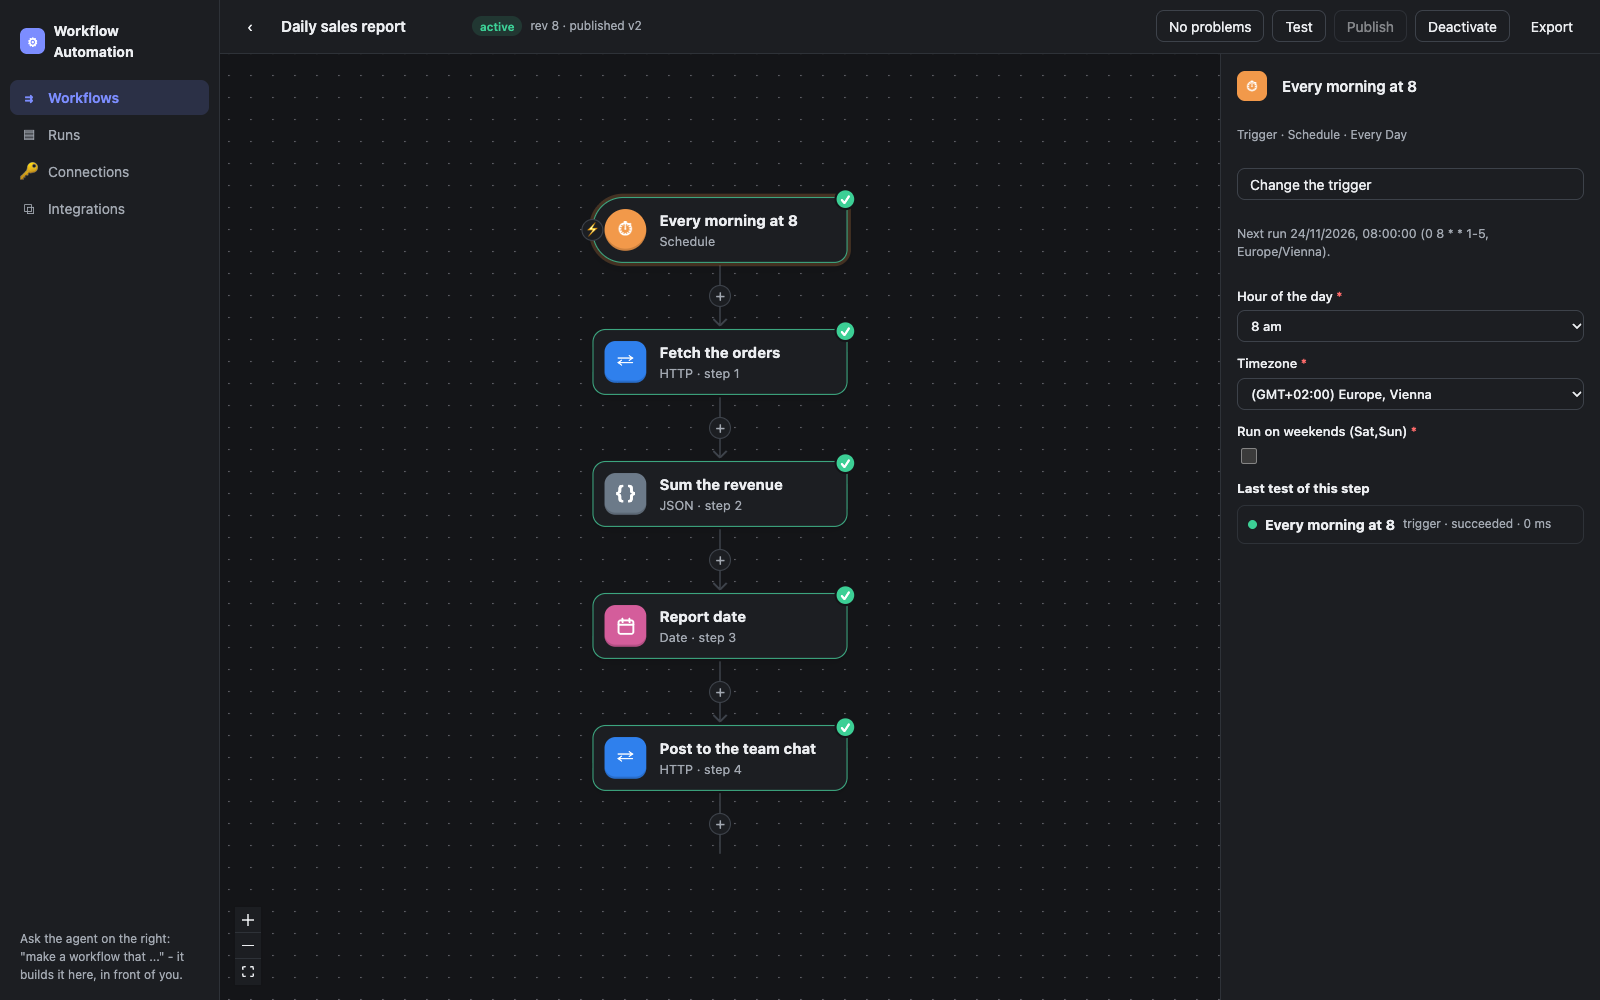 Workflow
Automation
Workflows
Runs
Connections
Integrations
Ask the agent on the right:
"make a workflow that ..." - it
builds it here, in front of you.
‹ Daily sales report active rev 8 · published v2 No problems Test Publish Deactivate Export
Every morning at 8
Schedule
Fetch the orders
HTTP · step 1
Sum the revenue
JSON · step 2
Report date
Date · step 3
Post to the team chat
HTTP · step 4
Every morning at 8
Trigger · Schedule · Every Day
Change the trigger
Next run 24/11/2026, 08:00:00 (0 8 * * 1-5,
Europe/Vienna).
Hour of the day *
8 am
Timezone *
(GMT+02:00) Europe, Vienna
Run on weekends (Sat,Sun) *
Last test of this step
Every morning at 8 trigger · succeeded · 0 ms